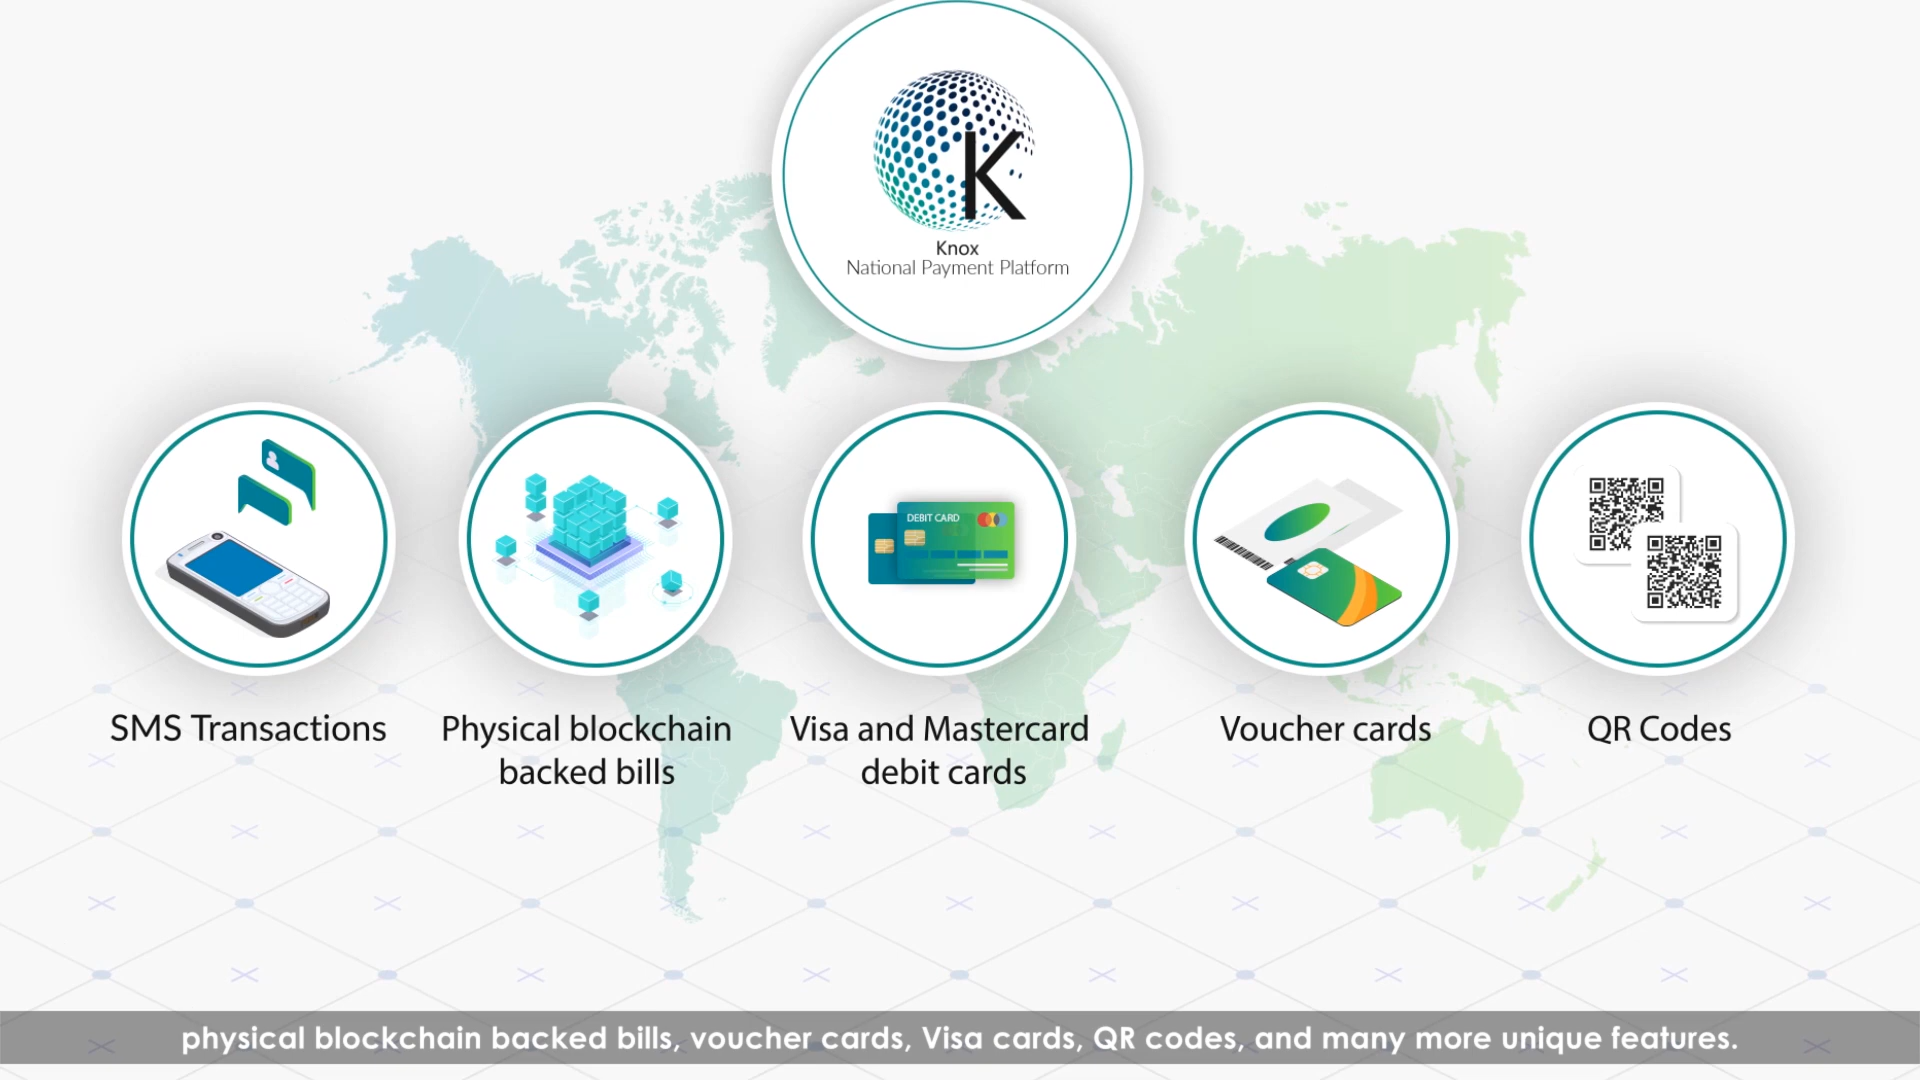 K
Knox
National Payment Platform
DEBIT CARD
SMS Transactions
Physical blockchain
backed bills
Visa and Mastercard
debit cards
Voucher cards
QR Codes
physical blockchain backed bills, voucher cards, Visa cards, QR codes, and many more unique features.